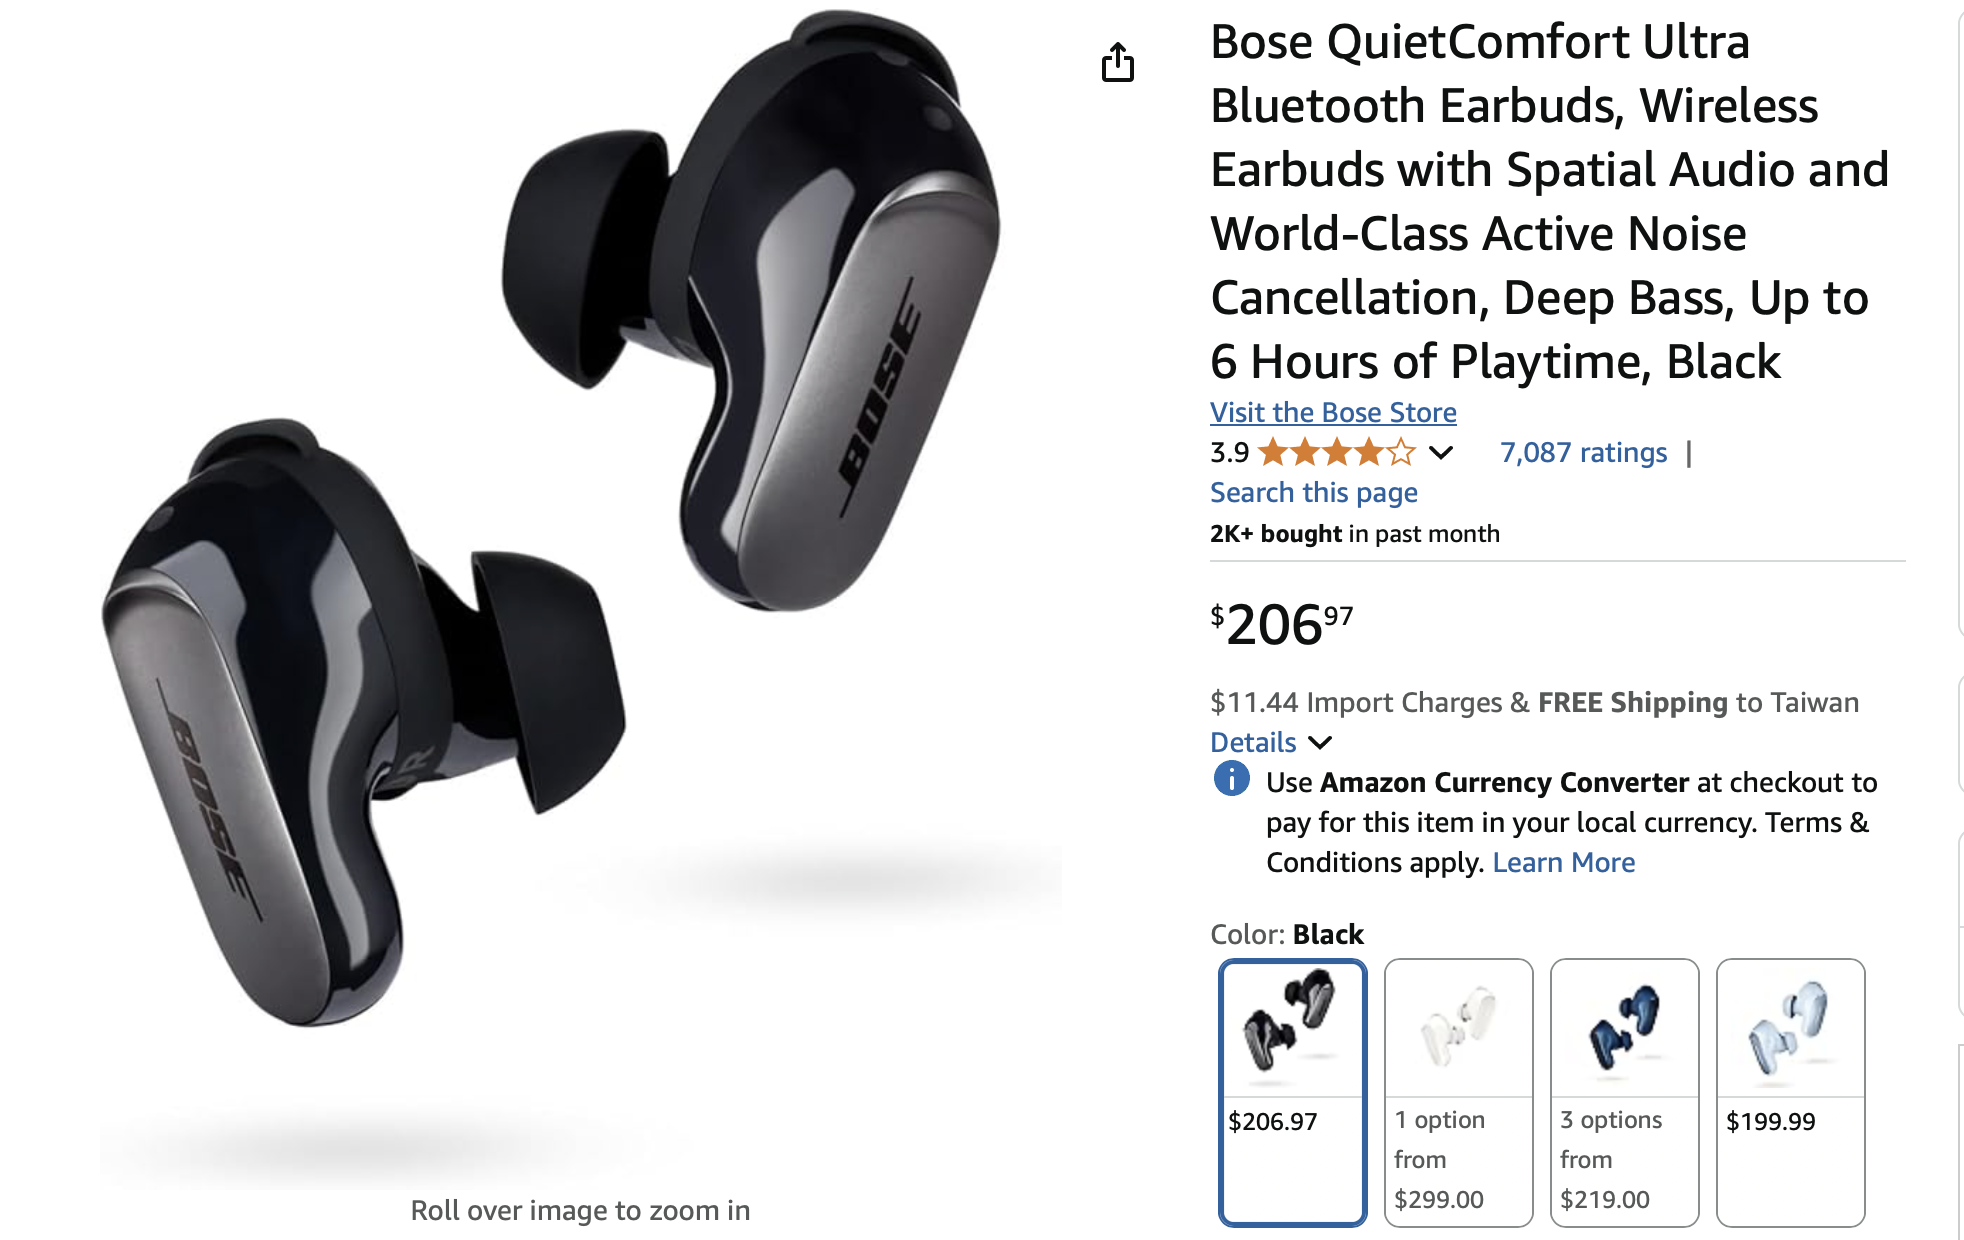 BOSE
BOSE
Roll over image to zoom in
Bose QuietComfort Ultra
Bluetooth Earbuds, Wireless
Earbuds with Spatial Audio and
World-Class Active Noise
Cancellation, Deep Bass, Up to
6 Hours of Playtime, Black
Visit the Bose Store
3.9 7,087 ratings |
Search this page
2K+ bought in past month
$206.97
$11.44 Import Charges & FREE Shipping to Taiwan
Details
Use Amazon Currency Converter at checkout to
pay for this item in your local currency. Terms &
Conditions apply. Learn More
Color: Black
$206.97
1 option
from
$299.00
3 options
from
$219.00
$199.99